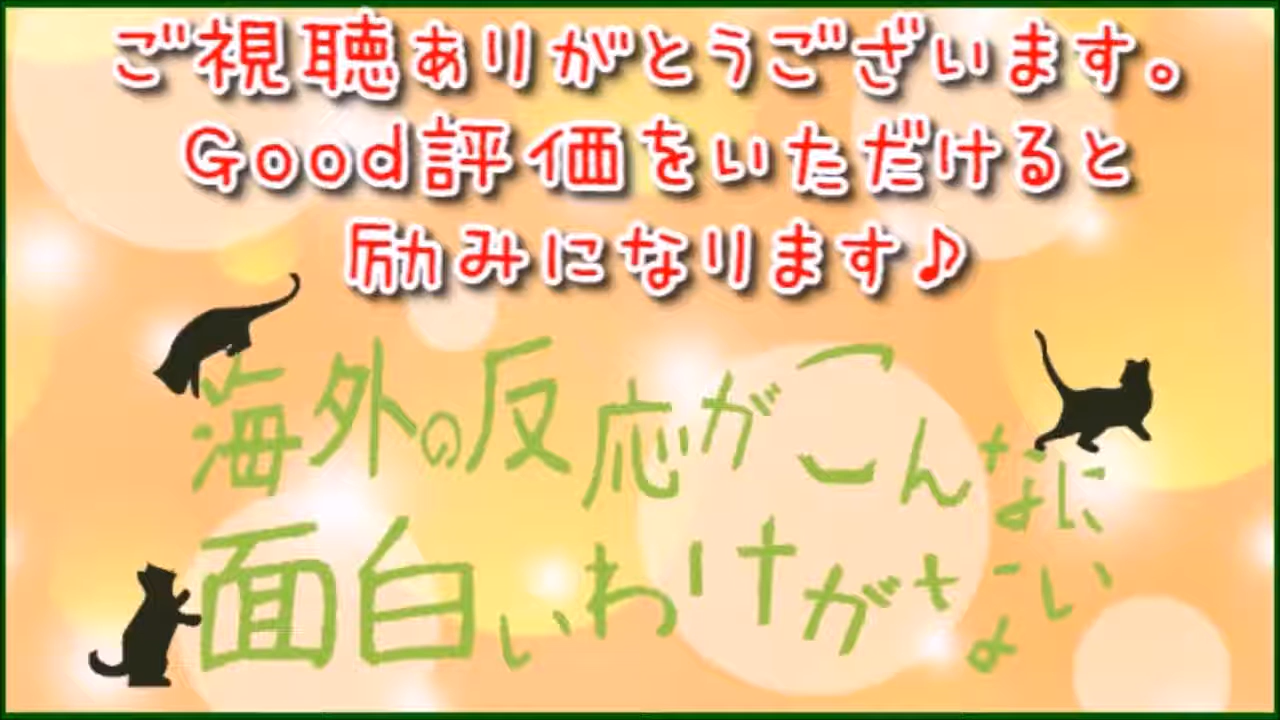 ご視聴ありがとうございます。
Good評価をいただけると
励みになります♪
海外の反応がこんなに
面白いわけがない